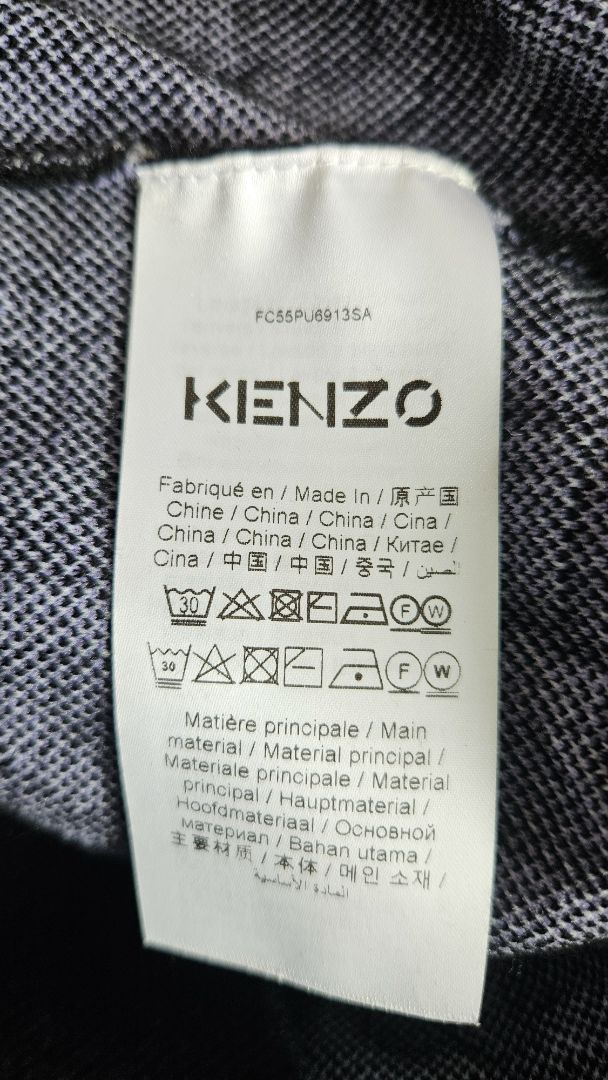 FC55PU6913SA
KENZO
Fabriqué en / Made In / 原产国
Chine / China / China / Cina /
China / China / China / Китае /
Cina / 中国 / 中国 / 중국 / الصين
30 F W
30 F W
Matière principale / Main
material / Material principal /
Materiale principale / Material
principal / Hauptmaterial /
Hoofdmateriaal / Основной
материал / Bahan utama /
主要材质 / 本体 / 메인 소재 /
المادة الأساسية